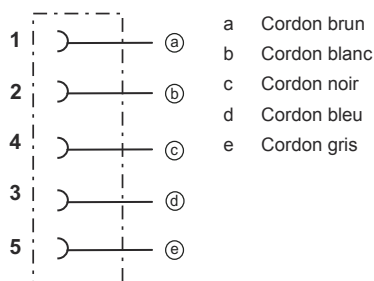 1 ⓐ
2 ⓑ
4 ⓒ
3 ⓓ
5 ⓔ
a Cordon brun
b Cordon blanc
c Cordon noir
d Cordon bleu
e Cordon gris